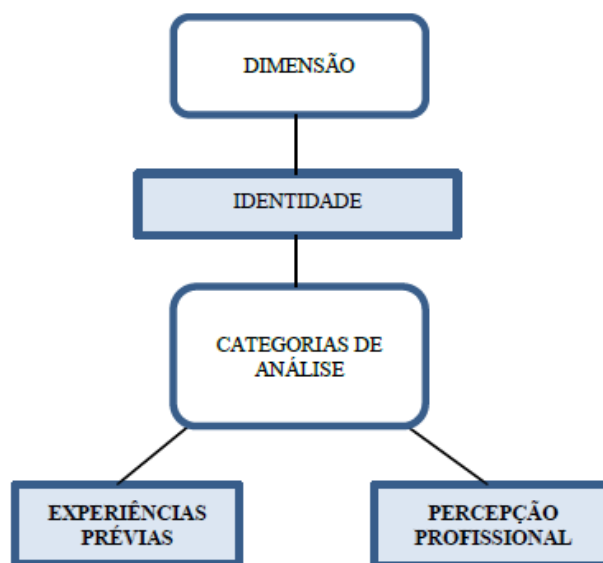 DIMENSÃO
IDENTIDADE
CATEGORIAS DE
ANÁLISE
EXPERIÊNCIAS
PRÉVIAS
PERCEPÇÃO
PROFISSIONAL